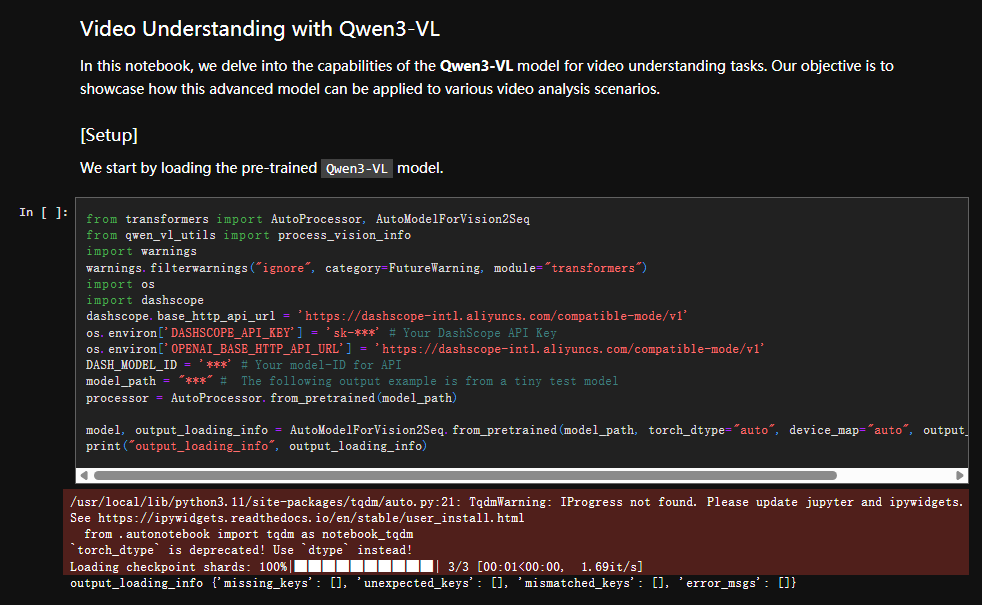 Video Understanding with Qwen3-VL
In this notebook, we delve into the capabilities of the Qwen3-VL model for video understanding tasks. Our objective is to
showcase how this advanced model can be applied to various video analysis scenarios.
[Setup]
We start by loading the pre-trained Qwen3-VL model.
In [ ]:
from transformers import AutoProcessor, AutoModelForVision2Seq
from qwen_vl_utils import process_vision_info
import warnings
warnings.filterwarnings("ignore", category=FutureWarning, module="transformers")
import os
import dashscope
dashscope.base_http_api_url = 'https://dashscope-intl.aliyuncs.com/compatible-mode/v1'
os.environ['DASHSCOPE_API_KEY'] = 'sk-***' # Your DashScope API Key
os.environ['OPENAI_BASE_HTTP_API_URL'] = 'https://dashscope-intl.aliyuncs.com/compatible-mode/v1'
DASH_MODEL_ID = '***' # Your model-ID for API
model_path = "***" #  The following output example is from a tiny test model
processor = AutoProcessor.from_pretrained(model_path)
model, output_loading_info = AutoModelForVision2Seq.from_pretrained(model_path, torch_dtype="auto", device_map="auto", output_
print("output_loading_info", output_loading_info)
/usr/local/lib/python3.11/site-packages/tqdm/auto.py:21: TqdmWarning: IProgress not found. Please update jupyter and ipywidgets.
See https://ipywidgets.readthedocs.io/en/stable/user_install.html
  from .autonotebook import tqdm as notebook_tqdm
`torch_dtype` is deprecated! Use `dtype` instead!
Loading checkpoint shards: 100%|██████████| 3/3 [00:01<00:00,  1.69it/s]
output_loading_info {'missing_keys': [], 'unexpected_keys': [], 'mismatched_keys': [], 'error_msgs': []}